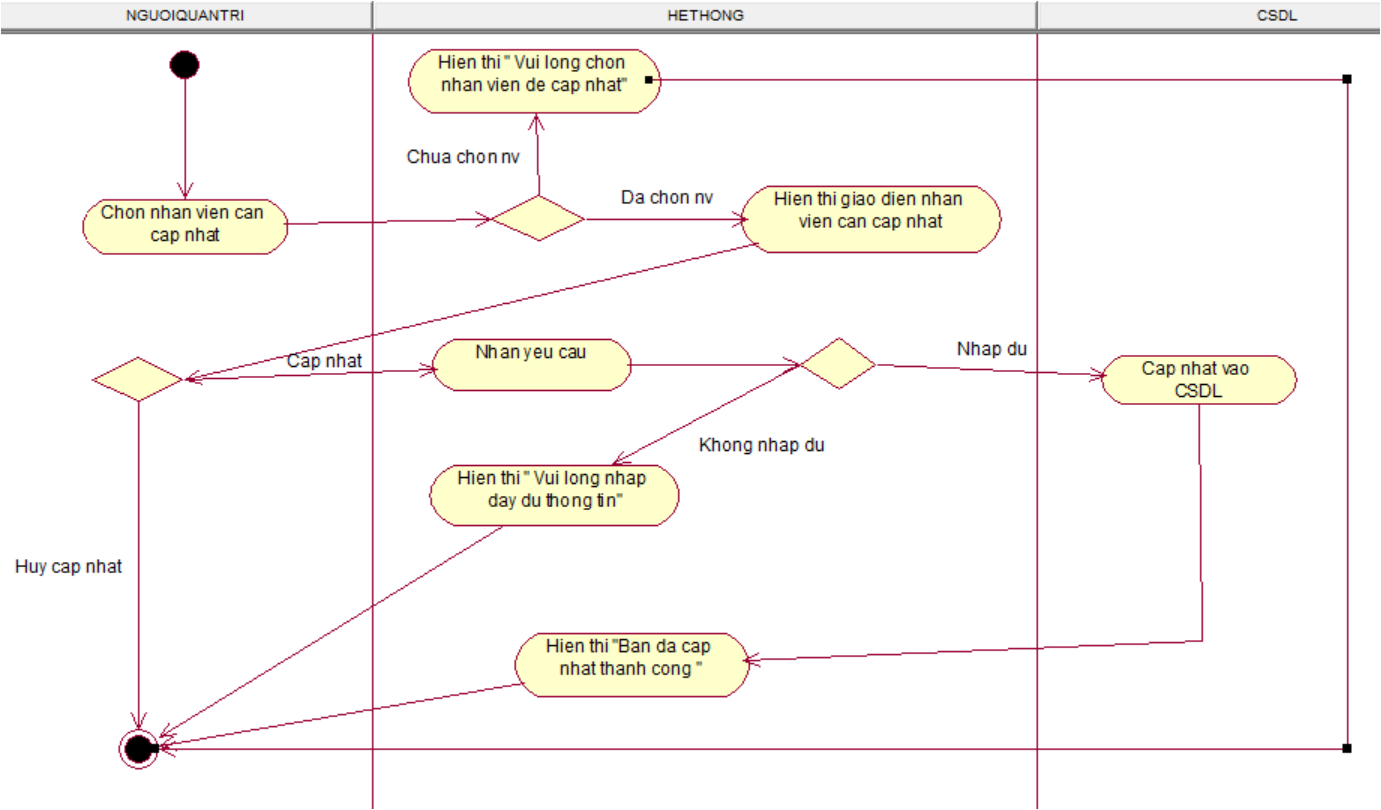 NGUOIQUANTRI
HETHONG
CSDL
Hien thi " Vui long chon
nhan vien de cap nhat"
Chua chon nv
Da chon nv
Chon nhan vien can
cap nhat
Hien thi giao dien nhan
vien can cap nhat
Cap nhat
Nhan yeu cau
Nhap du
Cap nhat vao
CSDL
Khong nhap du
Hien thi " Vui long nhap
day du thong tin"
Huy cap nhat
Hien thi "Ban da cap
nhat thanh cong "